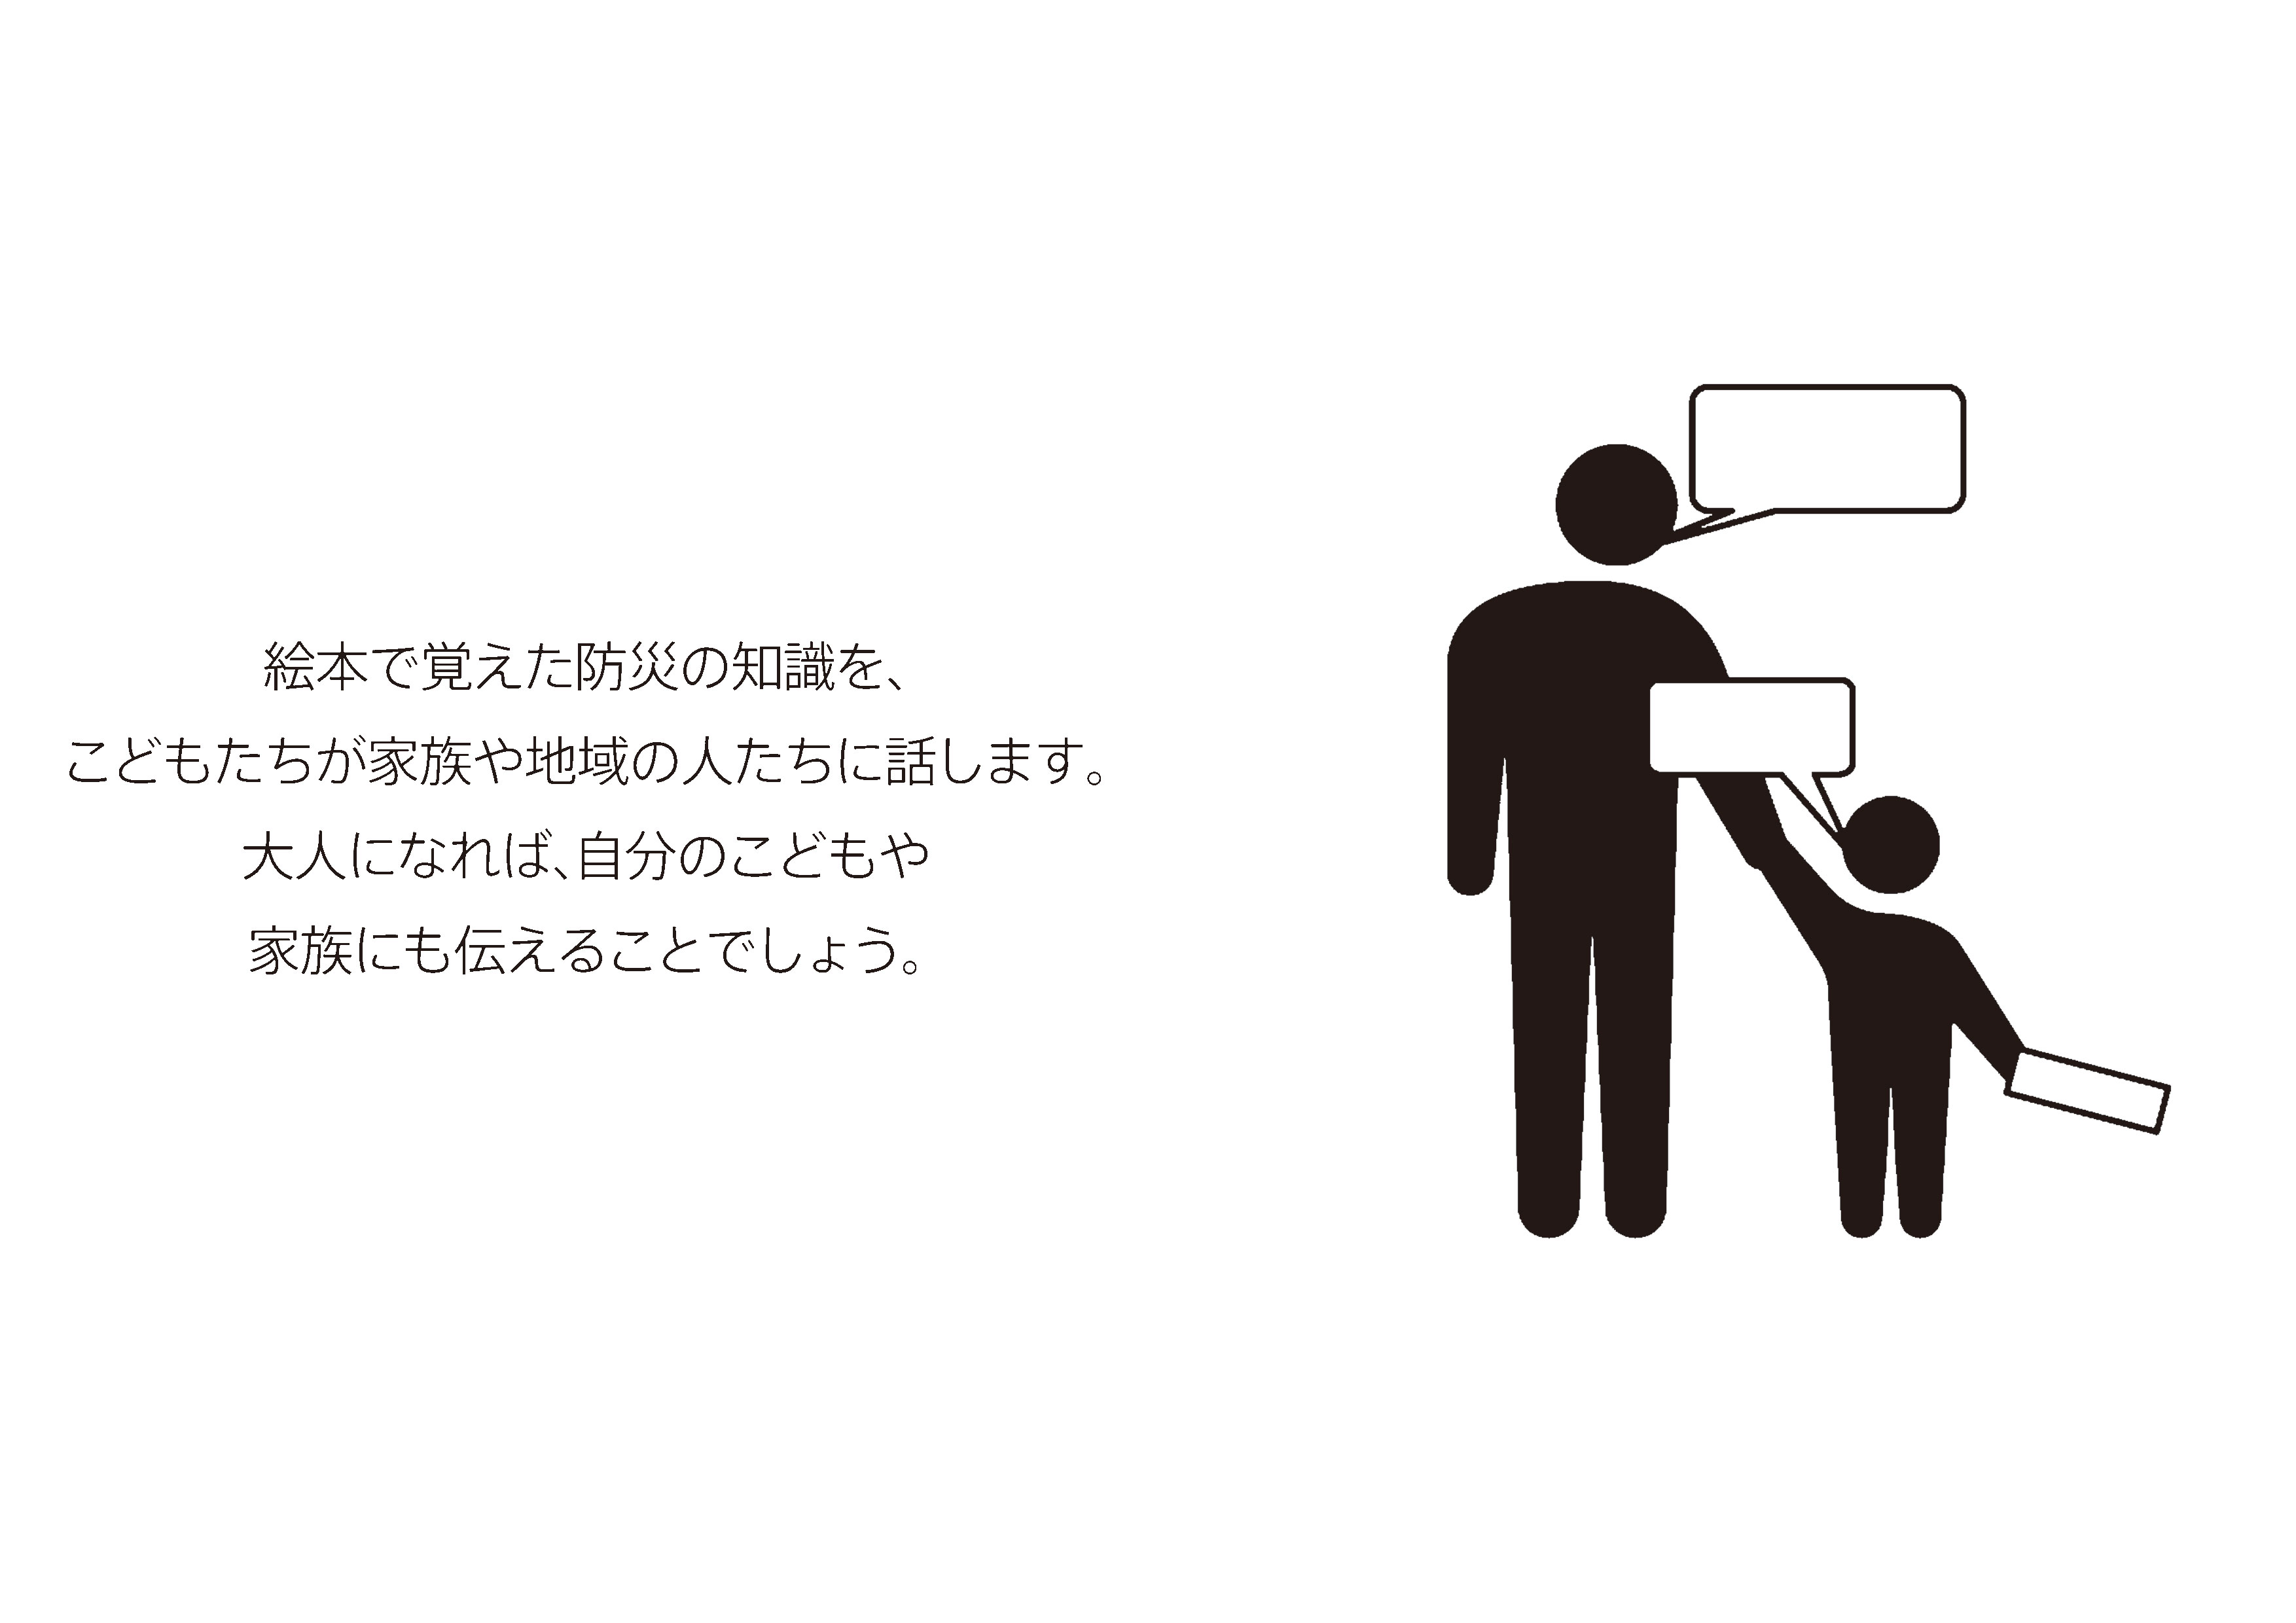 絵本で覚えた防災の知識を、
こどもたちが家族や地域の人たちに話します。
大人になれば、自分のこどもや
家族にも伝えることでしょう。